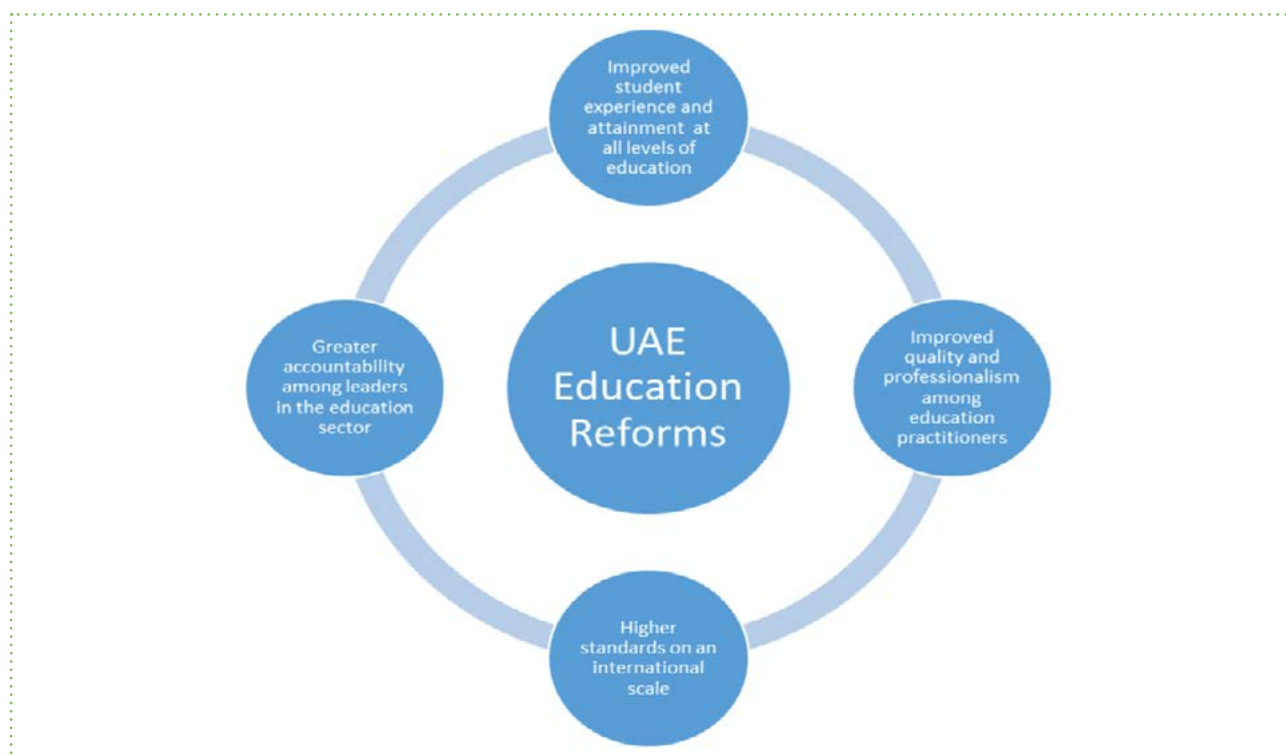 Improved
student
experience and
attainment at
all levels of
education
Greater
accountability
among leaders
in the education
sector
UAE
Education
Reforms
Improved
quality and
professionalism
among
education
practitioners
Higher
standards on an
international
scale